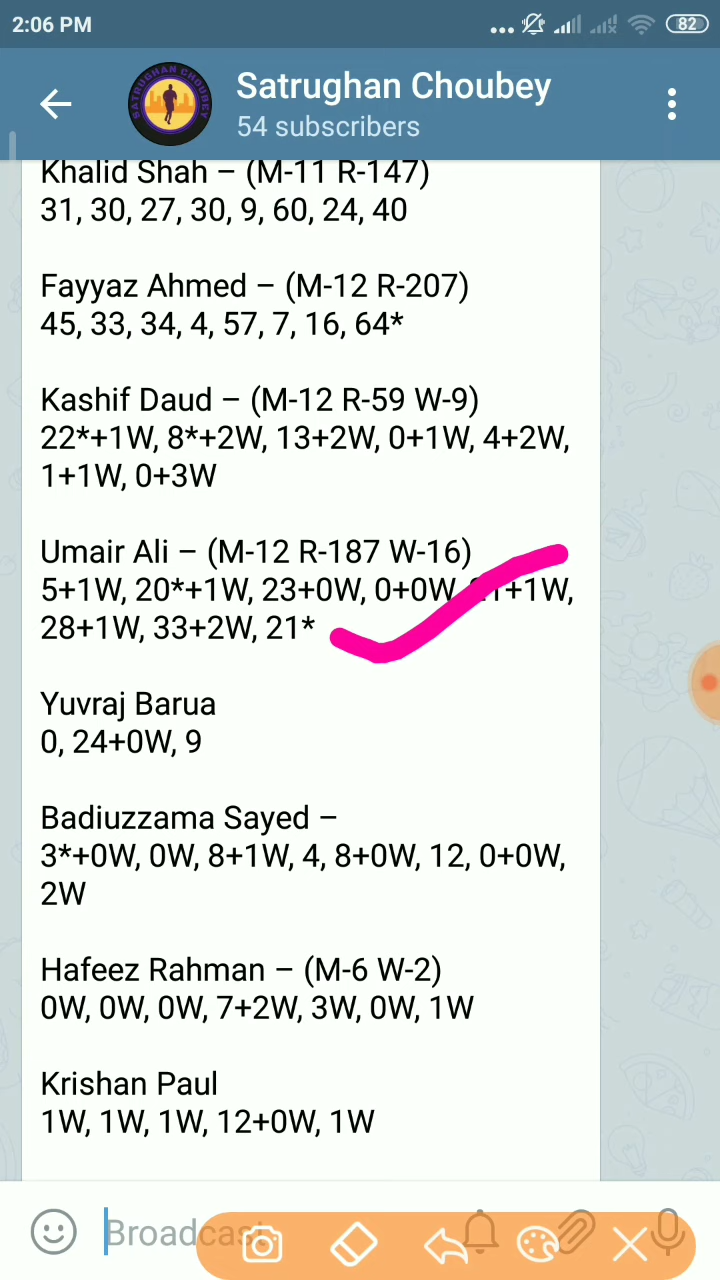 2:06 PM
82
SATRUGHAN CHOUBEY
Satrughan Choubey
54 subscribers
Khalid Shah – (M-11 R-147)
31, 30, 27, 30, 9, 60, 24, 40
Fayyaz Ahmed – (M-12 R-207)
45, 33, 34, 4, 57, 7, 16, 64*
Kashif Daud – (M-12 R-59 W-9)
22*+1W, 8*+2W, 13+2W, 0+1W, 4+2W,
1+1W, 0+3W
Umair Ali – (M-12 R-187 W-16)
5+1W, 20*+1W, 23+0W, 0+0W,
28+1W, 33+2W, 21*
Yuvraj Barua
0, 24+0W, 9
Badiuzzama Sayed –
3*+0W, 0W, 8+1W, 4, 8+0W, 12, 0+0W,
2W
Hafeez Rahman – (M-6 W-2)
0W, 0W, 0W, 7+2W, 3W, 0W, 1W
Krishan Paul
1W, 1W, 1W, 12+0W, 1W
Broadcast